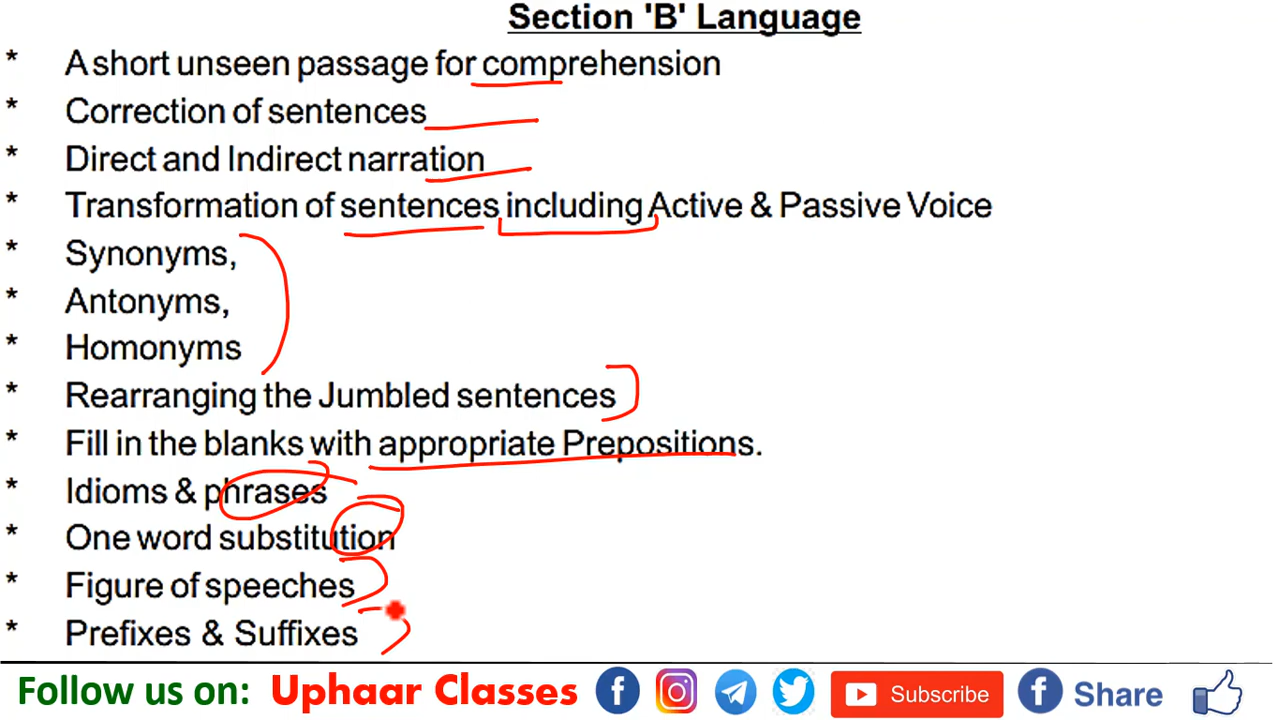 Section 'B' Language
* A short unseen passage for comprehension
* Correction of sentences
* Direct and Indirect narration
* Transformation of sentences including Active & Passive Voice
* Synonyms,
* Antonyms,
* Homonyms
* Rearranging the Jumbled sentences
* Fill in the blanks with appropriate Prepositions.
* Idioms & phrases
* One word substitution
* Figure of speeches
* Prefixes & Suffixes
Follow us on: Uphaar Classes Subscribe Share